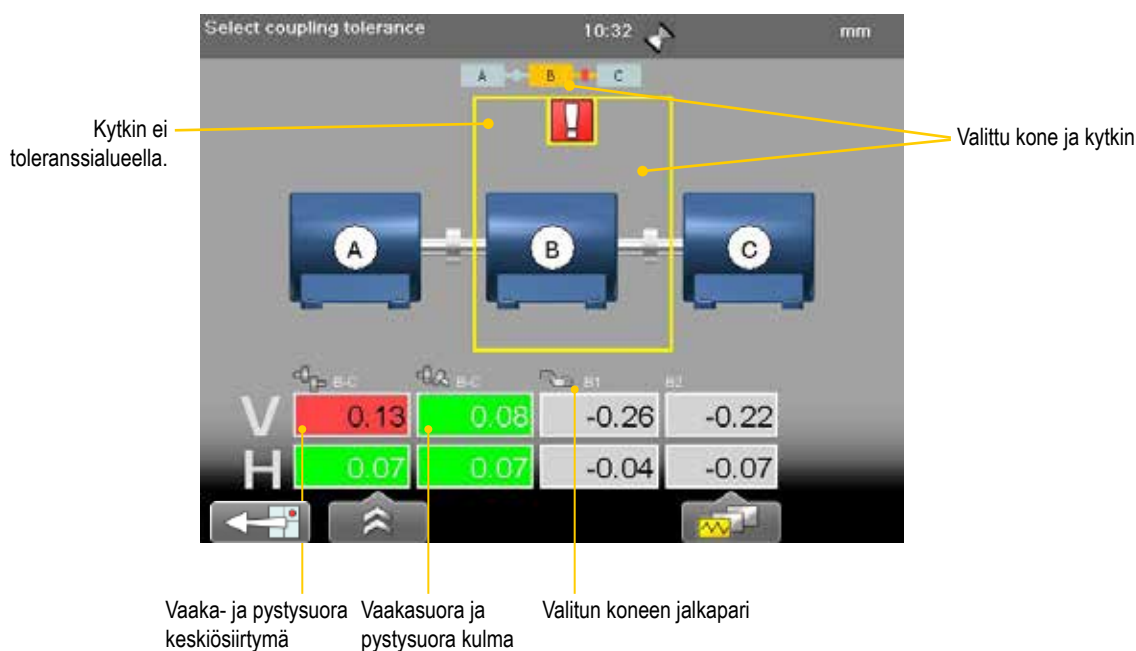 Select coupling tolerance 10:32 mm
A B C
Kytkin ei
toleranssialueella.
Valittu kone ja kytkin
A B C
B-C B-C B1 B2
V 0.13 0.08 -0.26 -0.22
H 0.07 0.07 -0.04 -0.07
Vaaka- ja pystysuora
keskiösiirtymä
Vaakasuora ja
pystysuora kulma
Valitun koneen jalkapari